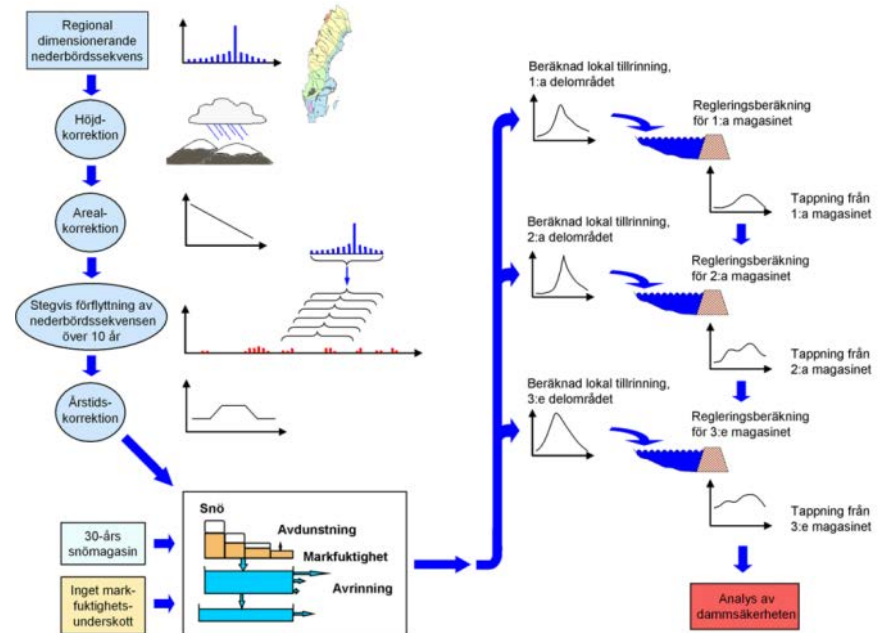 Regional
dimensionerande
nederbördssekvens
Höjd-
korrektion
Areal-
korrektion
Stegvis förflyttning av
nederbördssekvensen
över 10 år
Årstids-
korrektion
30-års
snömagasin
Inget mark-
fuktighets-
underskott
Snö
Avdunstning
Markfuktighet
Avrinning
Beräknad lokal tillrinning,
1:a delområdet
Regleringsberäkning
för 1:a magasinet
Tappning från
1:a magasinet
Beräknad lokal tillrinning,
2:a delområdet
Regleringsberäkning
för 2:a magasinet
Tappning från
2:a magasinet
Beräknad lokal tillrinning,
3:e delområdet
Regleringsberäkning
för 3:e magasinet
Tappning från
3:e magasinet
Analys av
dammsäkerheten